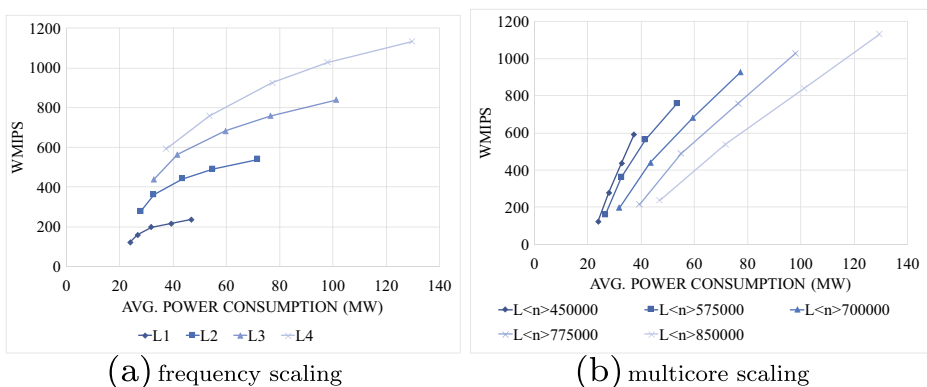 1200
1000
800
600
400
200
0
WMIPS
0 20 40 60 80 100 120 140
AVG. POWER CONSUMPTION (MW)
L1 L2 L3 L4
(a) frequency scaling
1200
1000
800
600
400
200
0
WMIPS
0 20 40 60 80 100 120 140
AVG. POWER CONSUMPTION (MW)
L<n>450000 L<n>575000 L<n>700000
L<n>775000 L<n>850000
(b) multicore scaling